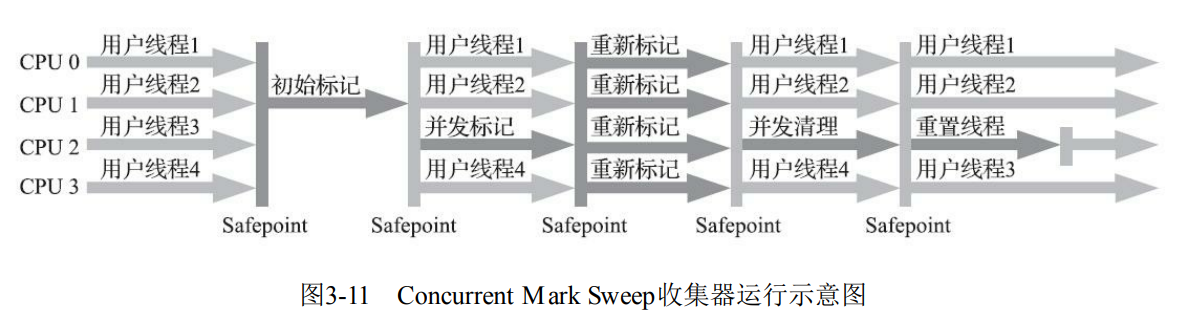 用户线程1 用户线程1 重新标记 用户线程1 用户线程1
CPU 0
用户线程2 初始标记 用户线程2 重新标记 用户线程2 用户线程2
CPU 1
用户线程3 并发标记 重新标记 并发清理 重置线程
CPU 2
用户线程4 用户线程4 重新标记 用户线程4 用户线程3
CPU 3
Safepoint Safepoint Safepoint Safepoint Safepoint
图3-11 Concurrent Mark Sweep收集器运行示意图